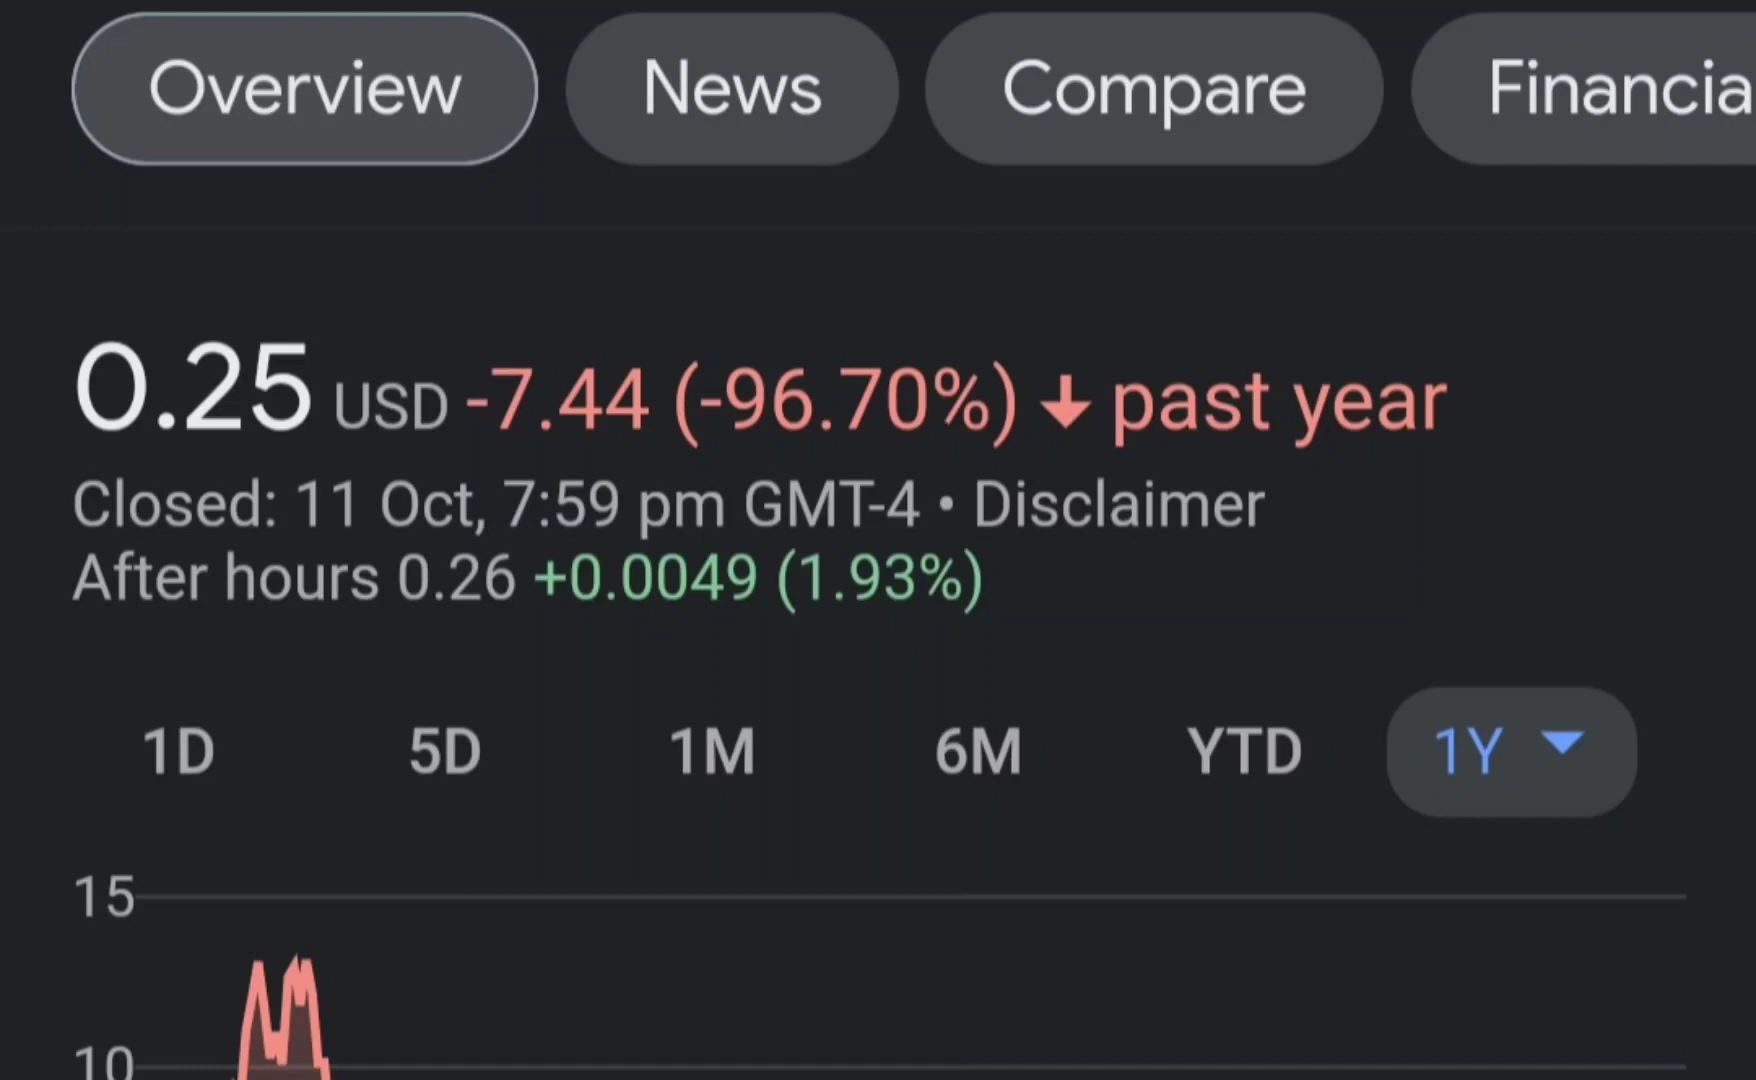 Overview News Compare Financia
0.25 USD -7.44 (-96.70%) ↓ past year
Closed: 11 Oct, 7:59 pm GMT-4 • Disclaimer
After hours 0.26 +0.0049 (1.93%)
1D 5D 1M 6M YTD 1Y
15
10